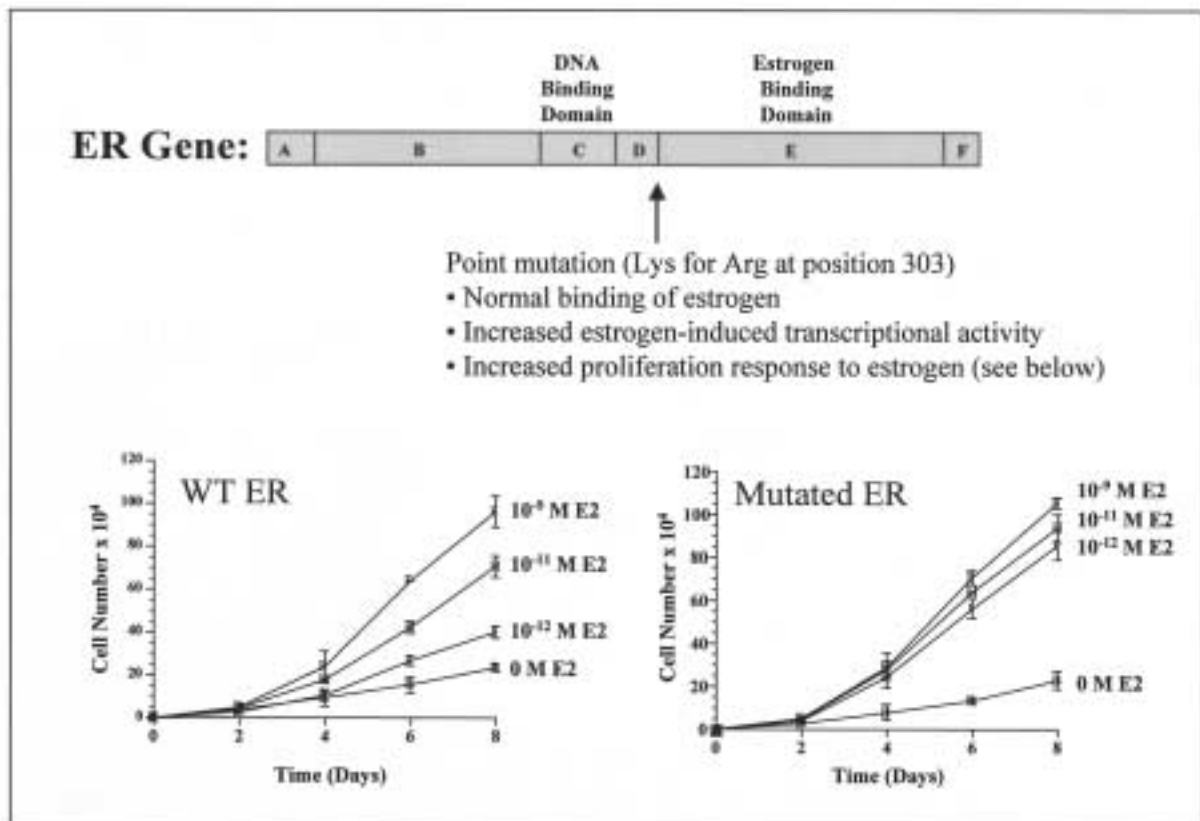 DNA
Binding
Domain
Estrogen
Binding
Domain
ER Gene:
A
B
C
D
E
F
Point mutation (Lys for Arg at position 303)
• Normal binding of estrogen
• Increased estrogen-induced transcriptional activity
• Increased proliferation response to estrogen (see below)
WT ER
Cell Number x 10⁴
120
100
80
60
40
20
0
0 2 4 6 8
Time (Days)
10⁻⁹ M E2
10⁻¹¹ M E2
10⁻¹² M E2
0 M E2
Mutated ER
Cell Number x 10⁴
120
100
80
60
40
20
0
0 2 4 6 8
Time (Days)
10⁻⁹ M E2
10⁻¹¹ M E2
10⁻¹² M E2
0 M E2